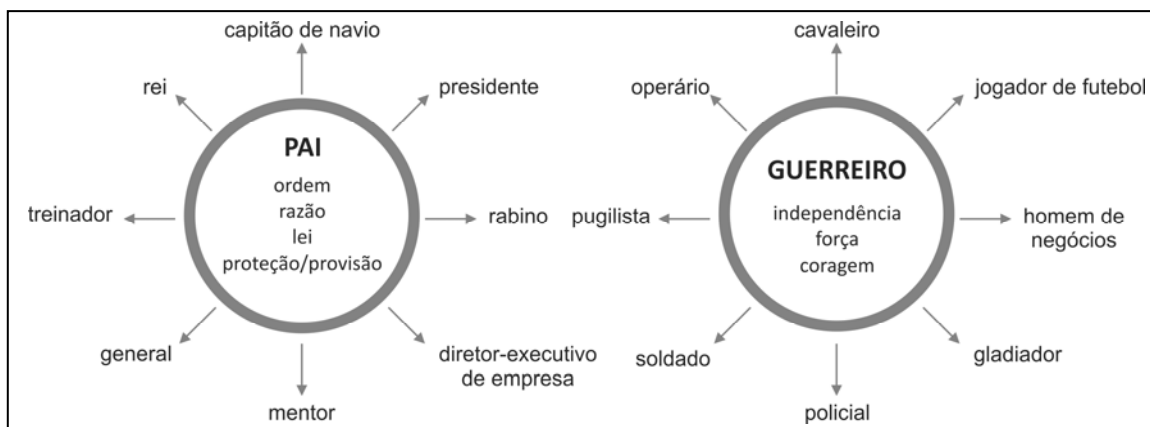 capitão de navio
rei
presidente
PAI
ordem
razão
lei
proteção/provisão
treinador
rabino
general
diretor-executivo
de empresa
mentor
cavaleiro
operário
jogador de futebol
GUERREIRO
independência
força
coragem
pugilista
homem de
negócios
soldado
gladiador
policial